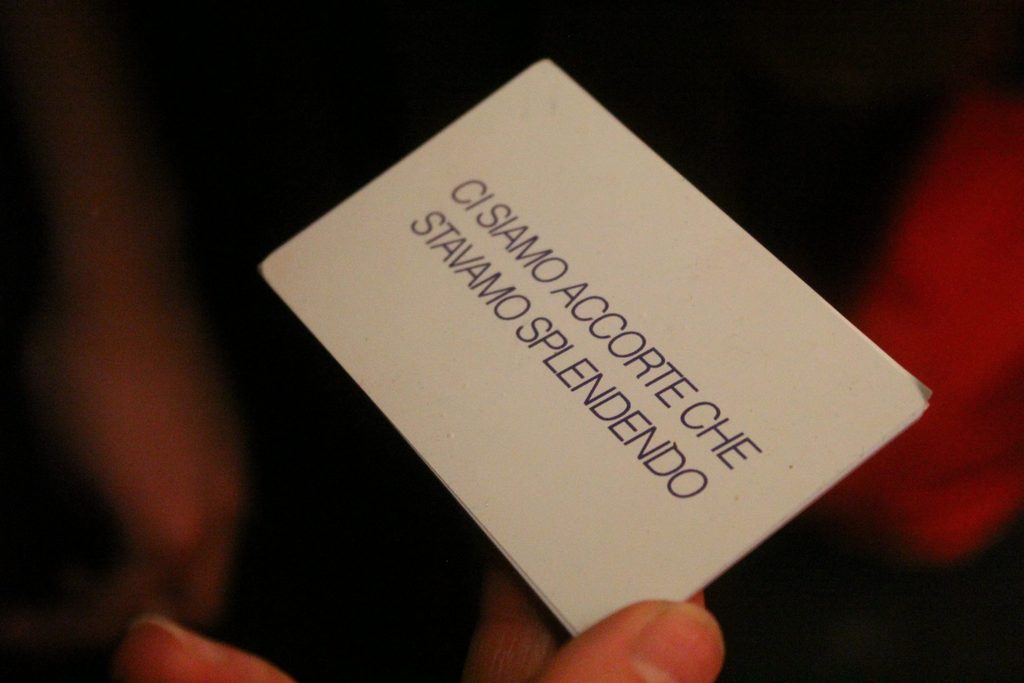 CI SIAMO ACCORTE CHE
STAVAMO SPLENDENDO